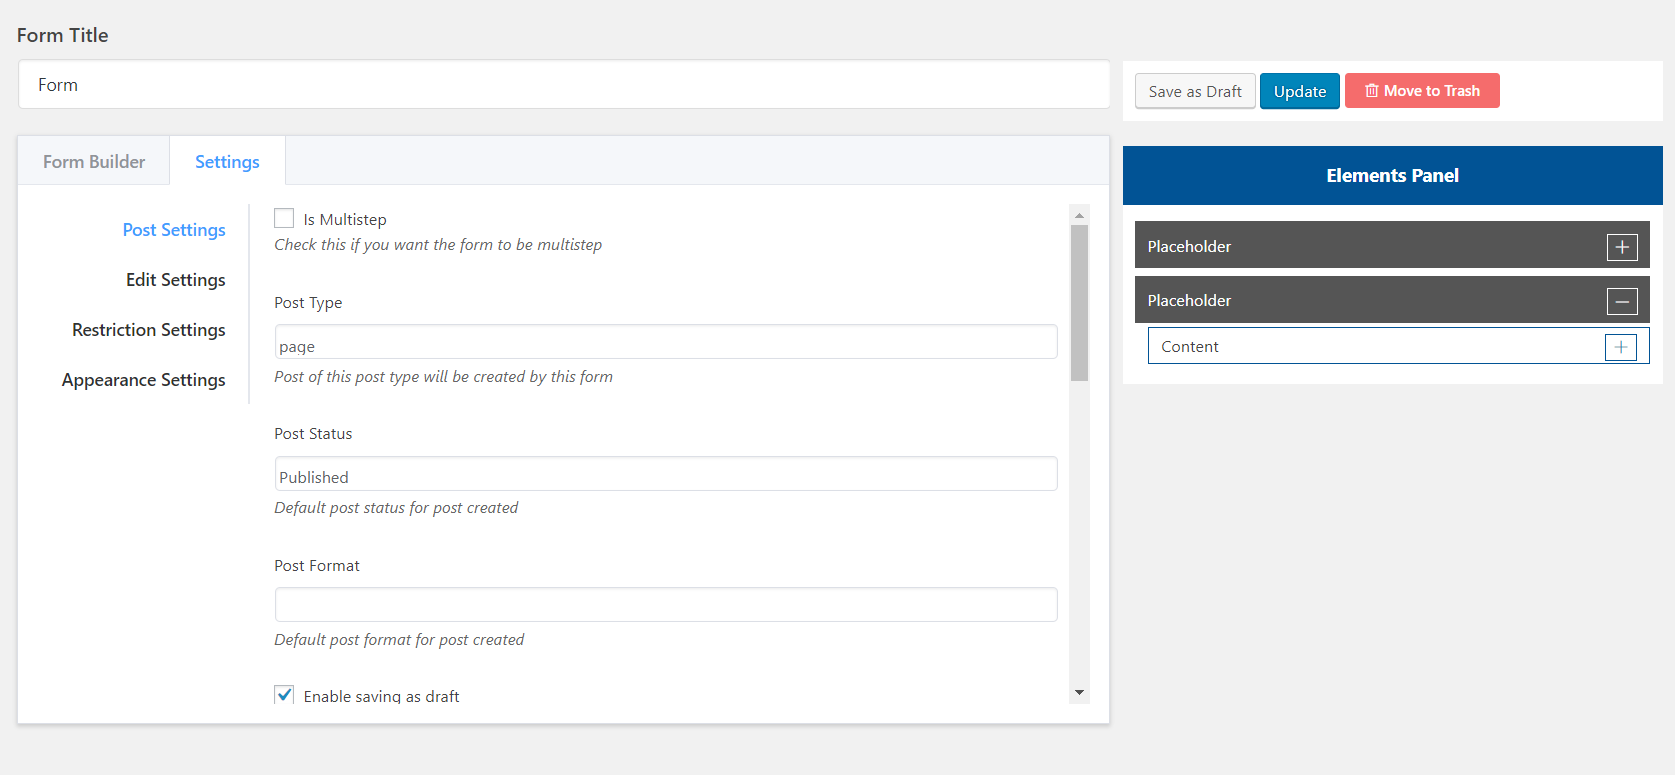 Form Title
Form
Save as Draft
Update
Move to Trash
Form Builder
Settings
Elements Panel
Post Settings
Edit Settings
Restriction Settings
Appearance Settings
Is Multistep
Check this if you want the form to be multistep
Post Type
page
Post of this post type will be created by this form
Post Status
Published
Default post status for post created
Post Format
Default post format for post created
Enable saving as draft
Placeholder
Placeholder
Content